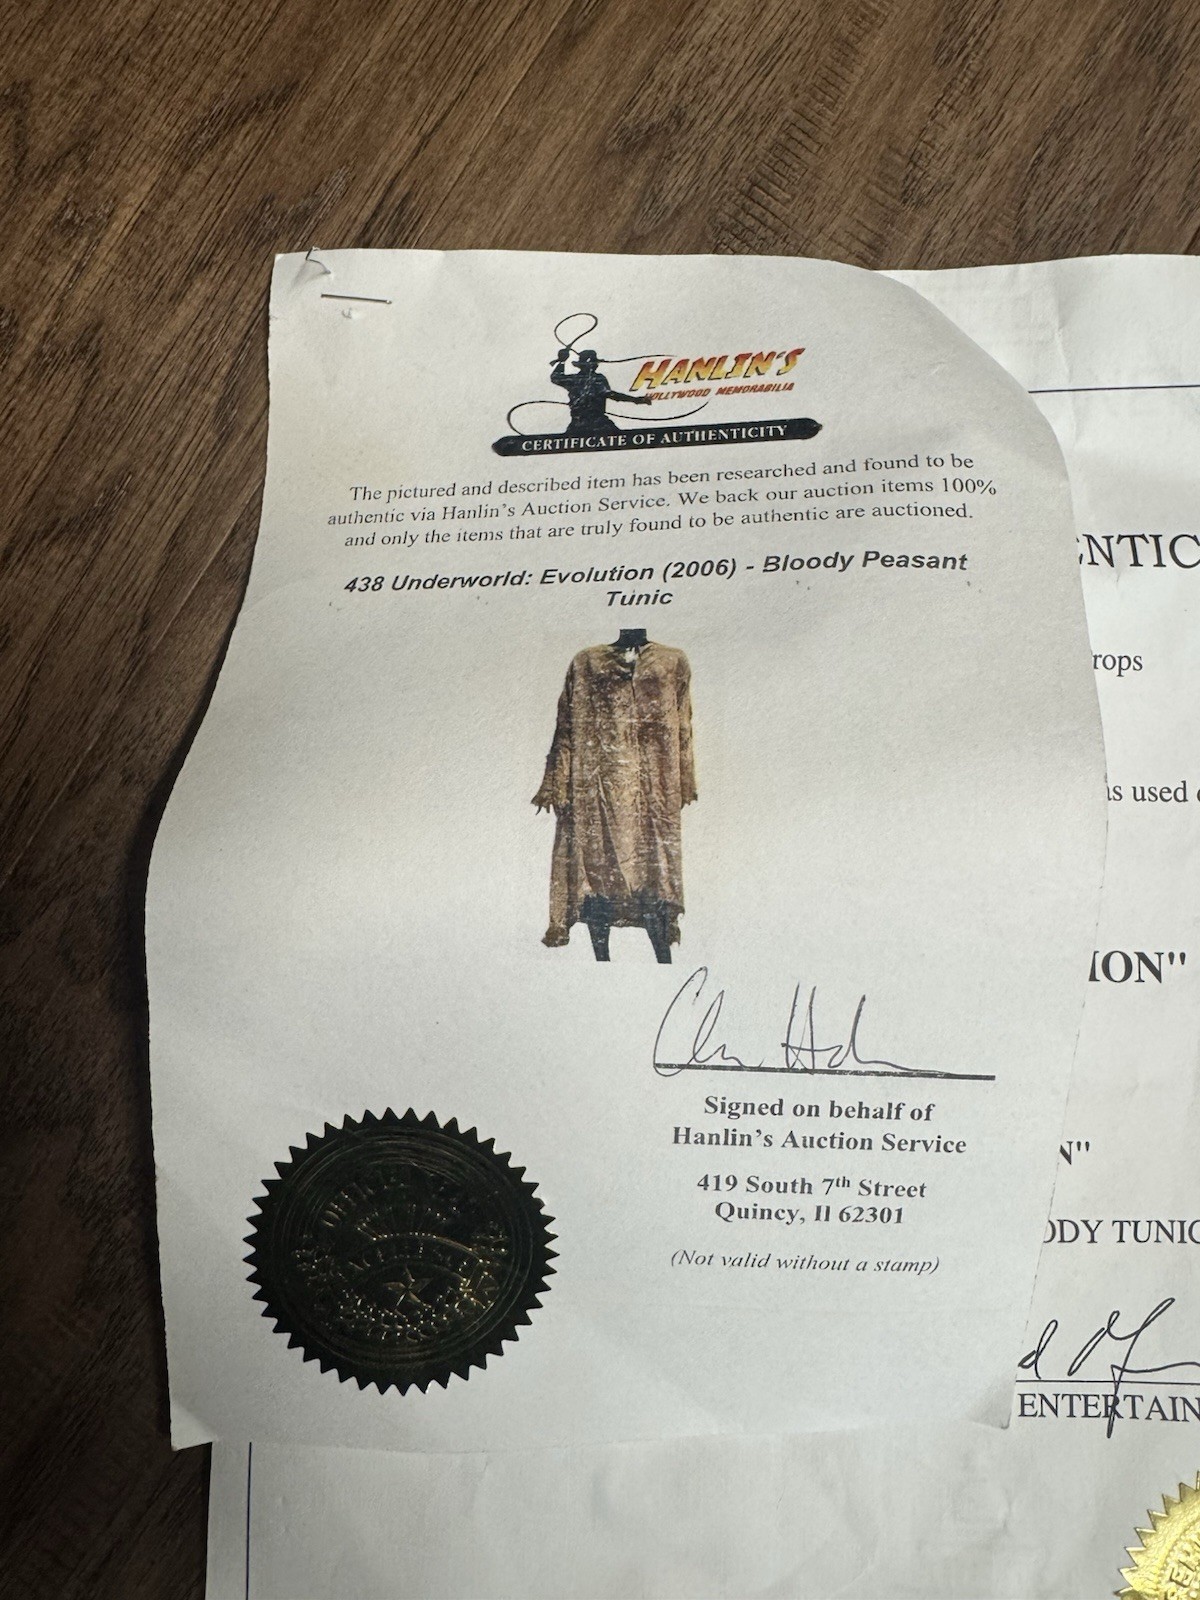 HANLIN'S
HOLLYWOOD MEMORABILIA
CERTIFICATE OF AUTHENTICITY
The pictured and described item has been researched and found to be
authentic via Hanlin's Auction Service. We back our auction items 100%
and only the items that are truly found to be authentic are auctioned.
438 Underworld: Evolution (2006) - Bloody Peasant
Tunic
Signed on behalf of
Hanlin's Auction Service
419 South 7th Street
Quincy, Il 62301
(Not valid without a stamp)
ENTIC
rops
as used
ION"
N"
ODY TUNIC
ENTERTAIN